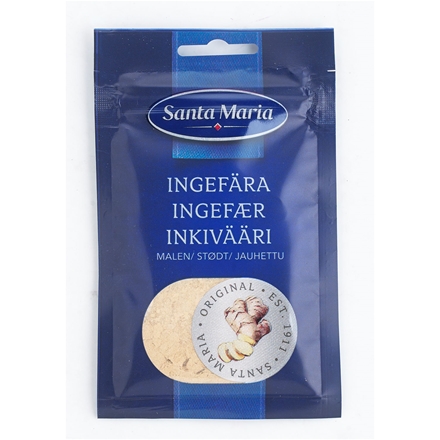 Santa Maria
INGEFÄRA
INGEFÆR
INKIVÄÄRI
MALEN/ STØDT/ JAUHETTU
ORIGINAL • EST. 1911 • SANTA MARIA •